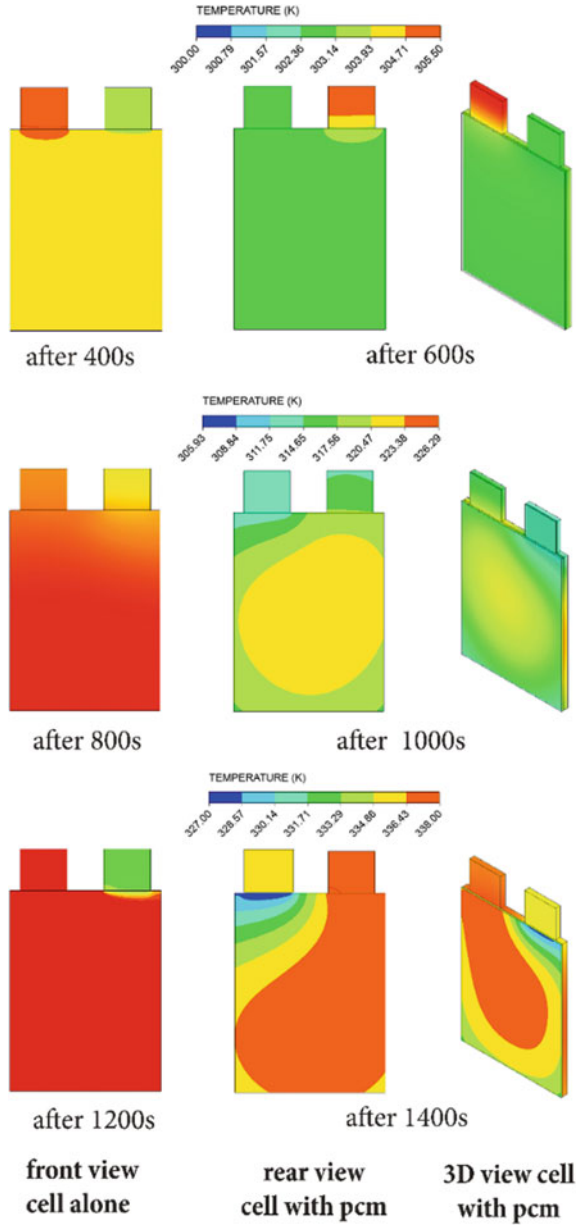 TEMPERATURE (K)
300.00 300.79 301.57 302.36 303.14 303.93 304.71 305.50
after 400s after 600s
TEMPERATURE (K)
305.93 308.84 311.75 314.65 317.56 320.47 323.38 326.29
after 800s after 1000s
TEMPERATURE (K)
327.00 328.57 330.14 331.71 333.29 334.86 336.43 338.00
after 1200s after 1400s
front view rear view 3D view cell
cell alone cell with pcm with pcm